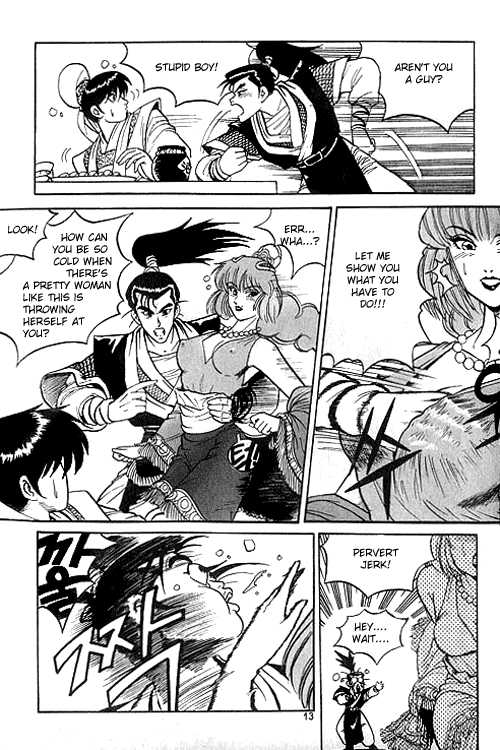 STUPID BOY!
AREN'T YOU
A GUY?
LOOK!
HOW CAN
YOU BE SO
COLD WHEN
THERE'S
A PRETTY WOMAN
LIKE THIS IS
THROWING
HERSELF AT
YOU?
ERR...
WHA...?
LET ME
SHOW YOU
WHAT YOU
HAVE TO
DO!!!
PERVERT
JERK!
HEY....
WAIT....
13